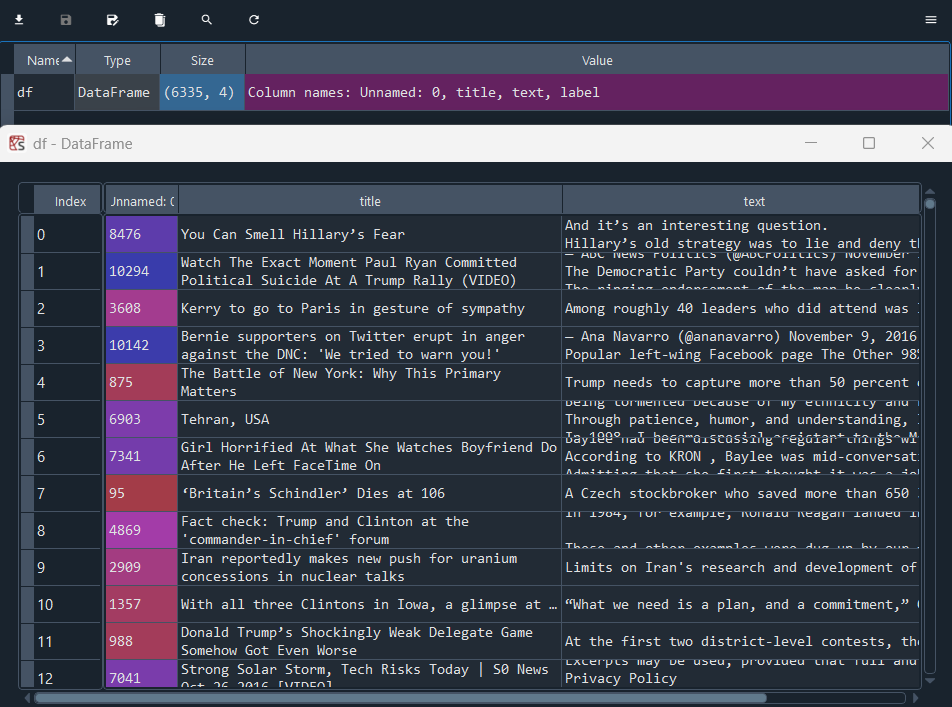 Name Type Size Value
df DataFrame (6335, 4) Column names: Unnamed: 0, title, text, label
df - DataFrame
Index Unnamed: 0 title text
0 8476 You Can Smell Hillary’s Fear And it’s an interesting question.
Hillary’s old strategy was to lie and deny th
1 10294 Watch The Exact Moment Paul Ryan Committed — ABC News Politics (@ABCPolitics) November
Political Suicide At A Trump Rally (VIDEO) The Democratic Party couldn’t have asked for
The ringing endorsement of the man he clearly
2 3608 Kerry to go to Paris in gesture of sympathy Among roughly 40 leaders who did attend was
3 10142 Bernie supporters on Twitter erupt in anger — Ana Navarro (@ananavarro) November 9, 2016
against the DNC: 'We tried to warn you!' Popular left-wing Facebook page The Other 98%
4 875 The Battle of New York: Why This Primary
Matters Trump needs to capture more than 50 percent
5 6903 Tehran, USA being tormented because of my ethnicity and
Through patience, humor, and understanding,
6 7341 Girl Horrified At What She Watches Boyfriend Do
After He Left FaceTime On According to KRON , Baylee was mid-conversati
Admitting that she first thought it was a jok
7 95 ‘Britain’s Schindler’ Dies at 106 A Czech stockbroker who saved more than 650
8 4869 Fact check: Trump and Clinton at the In 1984, for example, Ronald Reagan landed in
'commander-in-chief' forum These and other examples were dug up by our
9 2909 Iran reportedly makes new push for uranium
concessions in nuclear talks Limits on Iran's research and development of
10 1357 With all three Clintons in Iowa, a glimpse at … “What we need is a plan, and a commitment,”
11 988 Donald Trump’s Shockingly Weak Delegate Game
Somehow Got Even Worse At the first two district-level contests, the
12 7041 Strong Solar Storm, Tech Risks Today | S0 News Excerpts may be used, provided that full and
Oct.26.2016 [VIDEO] Privacy Policy